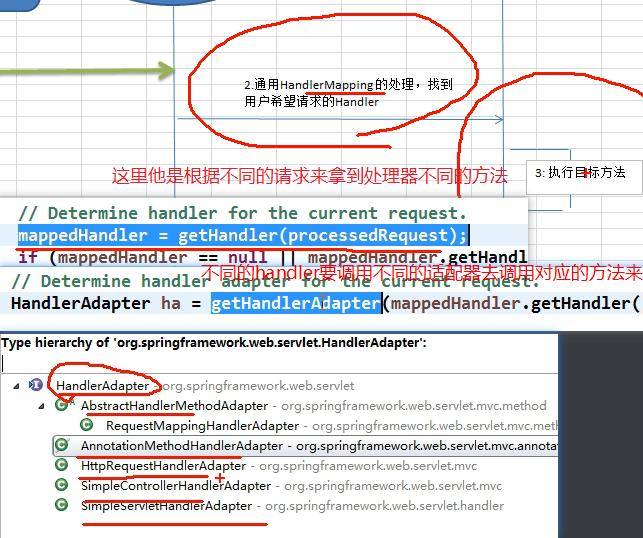 2.通用HandlerMapping的处理，找到
用户希望请求的Handler
3: 执行目标方法
这里他是根据不同的请求来拿到处理器不同的方法
// Determine handler for the current request.
mappedHandler = getHandler(processedRequest);
if (mappedHandler == null || mappedHandler.getHandl
不同的handler要调用不同的适配器去调用对应的方法来
// Determine handler adapter for the current request.
HandlerAdapter ha = getHandlerAdapter(mappedHandler.getHandler(
Type hierarchy of 'org.springframework.web.servlet.HandlerAdapter':
HandlerAdapter - org.springframework.web.servlet
AbstractHandlerMethodAdapter - org.springframework.web.servlet.mvc.method
RequestMappingHandlerAdapter - org.springframework.web.servlet.mvc.met
AnnotationMethodHandlerAdapter - org.springframework.web.servlet.mvc.annota
HttpRequestHandlerAdapter - org.springframework.web.servlet.mvc
SimpleControllerHandlerAdapter - org.springframework.web.servlet.mvc
SimpleServletHandlerAdapter - org.springframework.web.servlet.handler